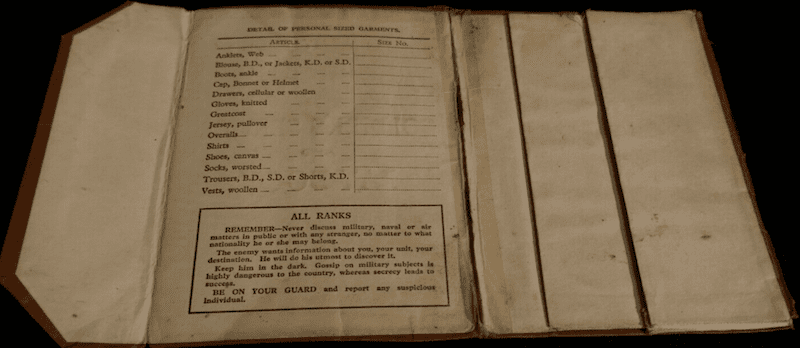 DETAIL OF PERSONAL SIZED GARMENTS.
ARTICLE. SIZE NO.
Anklets, Web
Blouse, B.D., or Jackets, K.D. or S.D.
Boots, ankle
Cap, Bonnet or Helmet
Drawers, cellular or woollen
Gloves, knitted
Greatcoat
Jersey, pullover
Overalls
Shirts
Shoes, canvas
Socks, worsted
Trousers, B.D., S.D. or Shorts, K.D.
Vests, woollen
ALL RANKS
REMEMBER—Never discuss military, naval or air
matters in public or with any stranger, no matter to what
nationality he or she may belong.
The enemy wants information about you, your unit, your
destination. He will do his utmost to discover it.
Keep him in the dark. Gossip on military subjects is
highly dangerous to the country, whereas secrecy leads to
success.
BE ON YOUR GUARD and report any suspicious
individual.